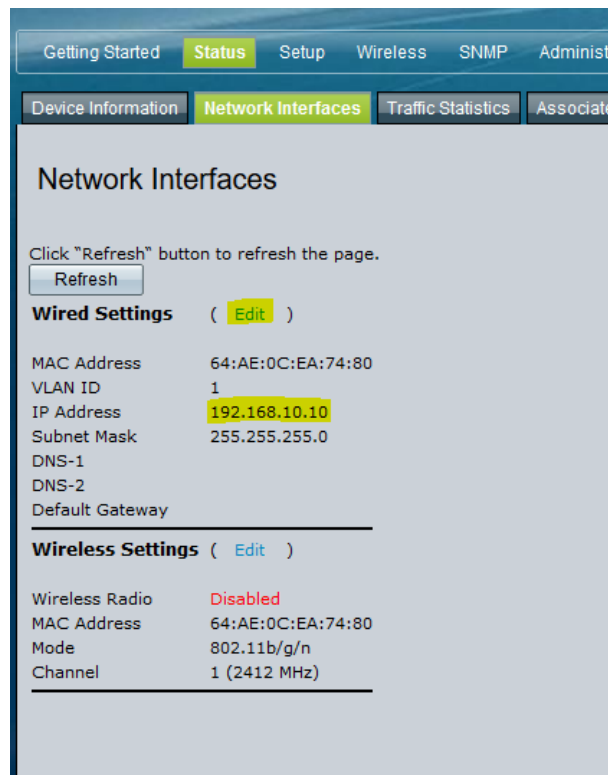 Getting Started Status Setup Wireless SNMP Administ
Device Information Network Interfaces Traffic Statistics Associate
Network Interfaces
Click "Refresh" button to refresh the page.
Refresh
Wired Settings ( Edit )
MAC Address 64:AE:0C:EA:74:80
VLAN ID 1
IP Address 192.168.10.10
Subnet Mask 255.255.255.0
DNS-1
DNS-2
Default Gateway
Wireless Settings ( Edit )
Wireless Radio Disabled
MAC Address 64:AE:0C:EA:74:80
Mode 802.11b/g/n
Channel 1 (2412 MHz)